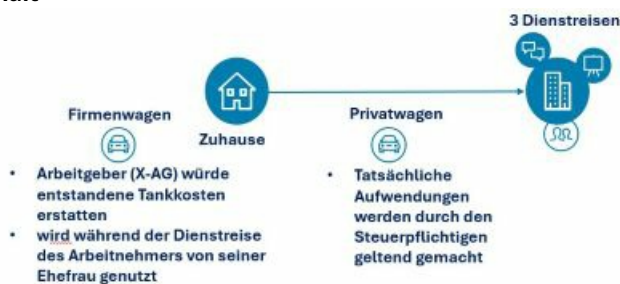 3 Dienstreisen
Firmenwagen
Zuhause
Privatwagen
• Arbeitgeber (X-AG) würde
entstandene Tankkosten
erstatten
• wird während der Dienstreise
des Arbeitnehmers von seiner
Ehefrau genutzt
• Tatsächliche
Aufwendungen
werden durch den
Steuerpflichtigen
geltend gemacht